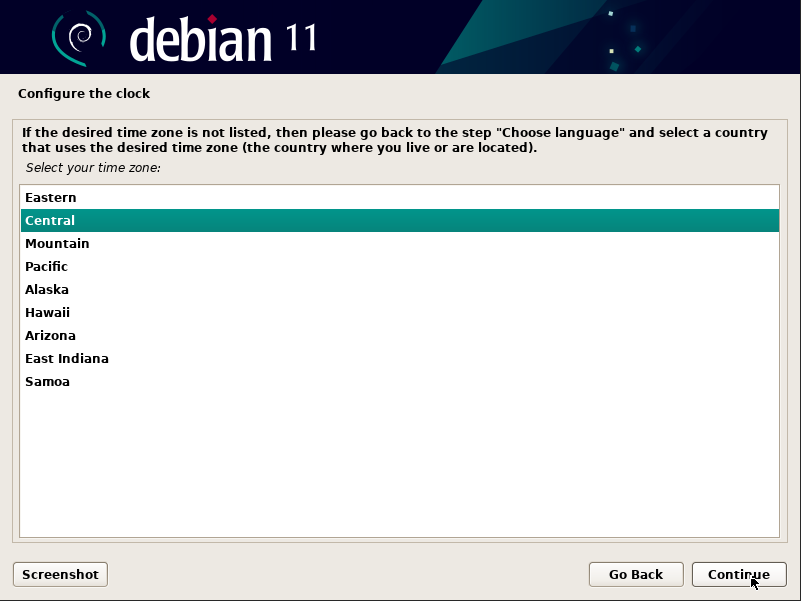 debian 11
Configure the clock
If the desired time zone is not listed, then please go back to the step "Choose language" and select a country
that uses the desired time zone (the country where you live or are located).
Select your time zone:
Eastern
Central
Mountain
Pacific
Alaska
Hawaii
Arizona
East Indiana
Samoa
Screenshot
Go Back
Continue